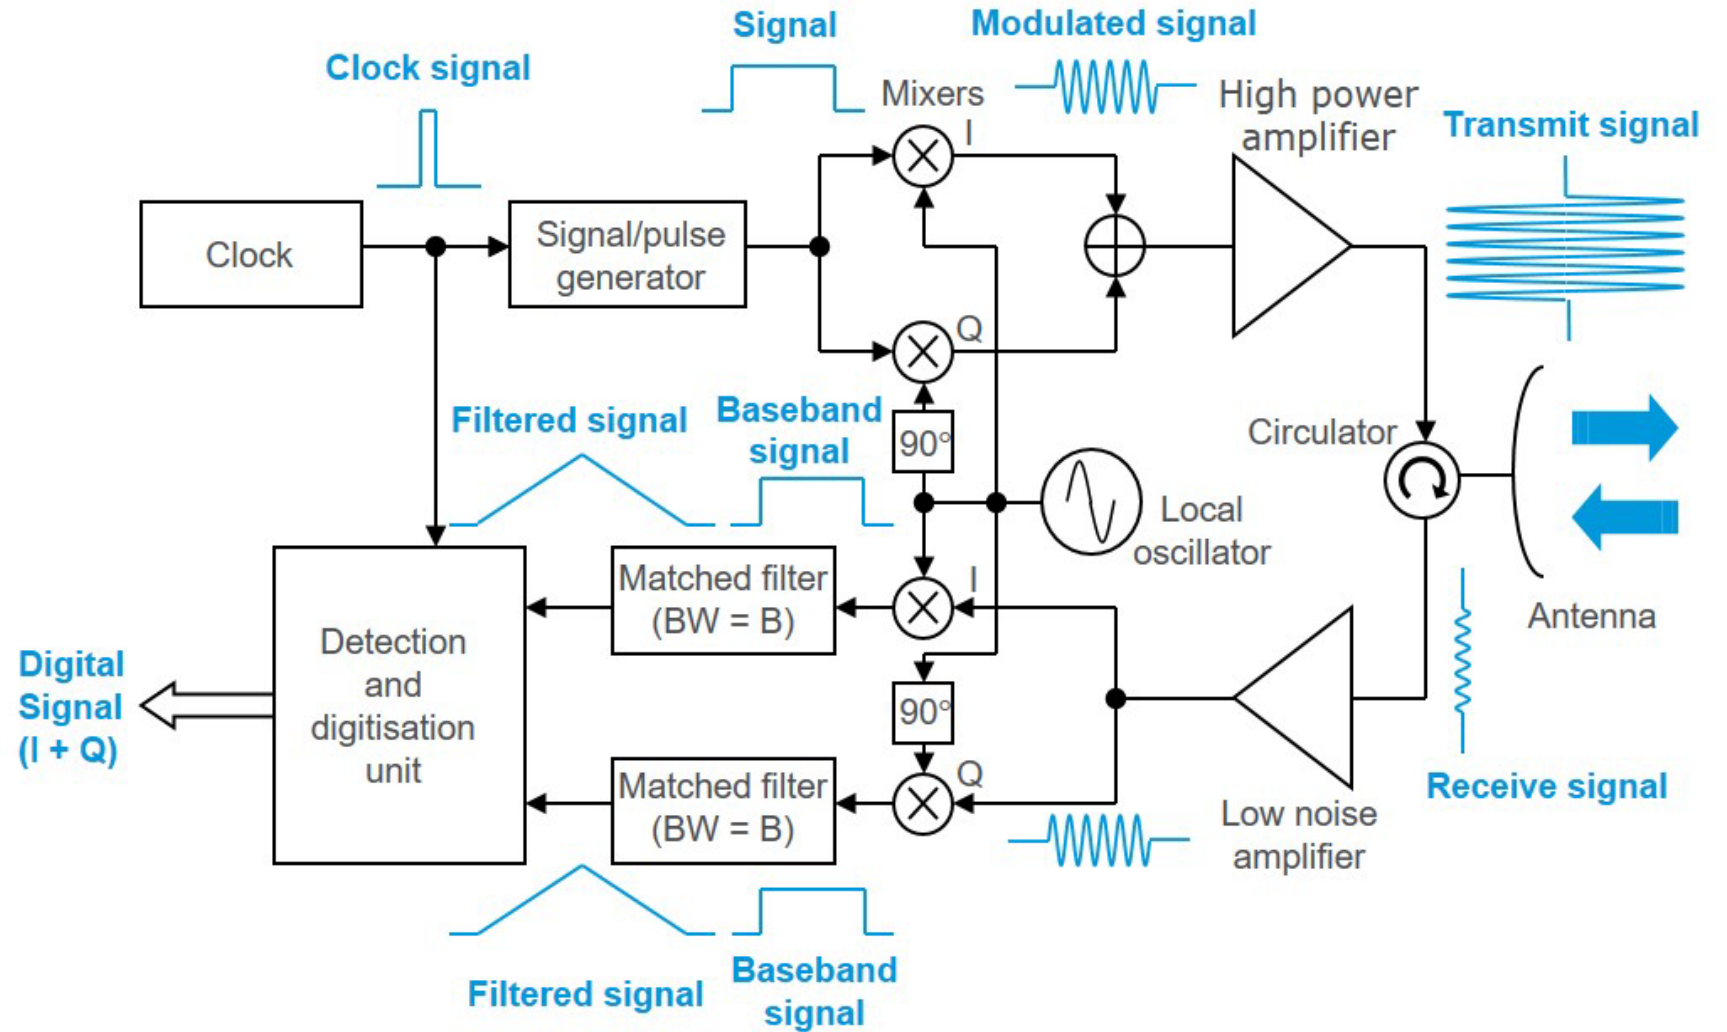 Signal
Modulated signal
Clock signal
Mixers
I
High power
amplifier
Transmit signal
Clock
Signal/pulse
generator
Q
Filtered signal
Baseband
signal
90°
Circulator
Local
oscillator
Matched filter
(BW = B)
I
Antenna
Detection
and
digitisation
unit
Digital
Signal
(I + Q)
90°
Matched filter
(BW = B)
Q
Low noise
amplifier
Receive signal
Filtered signal
Baseband
signal